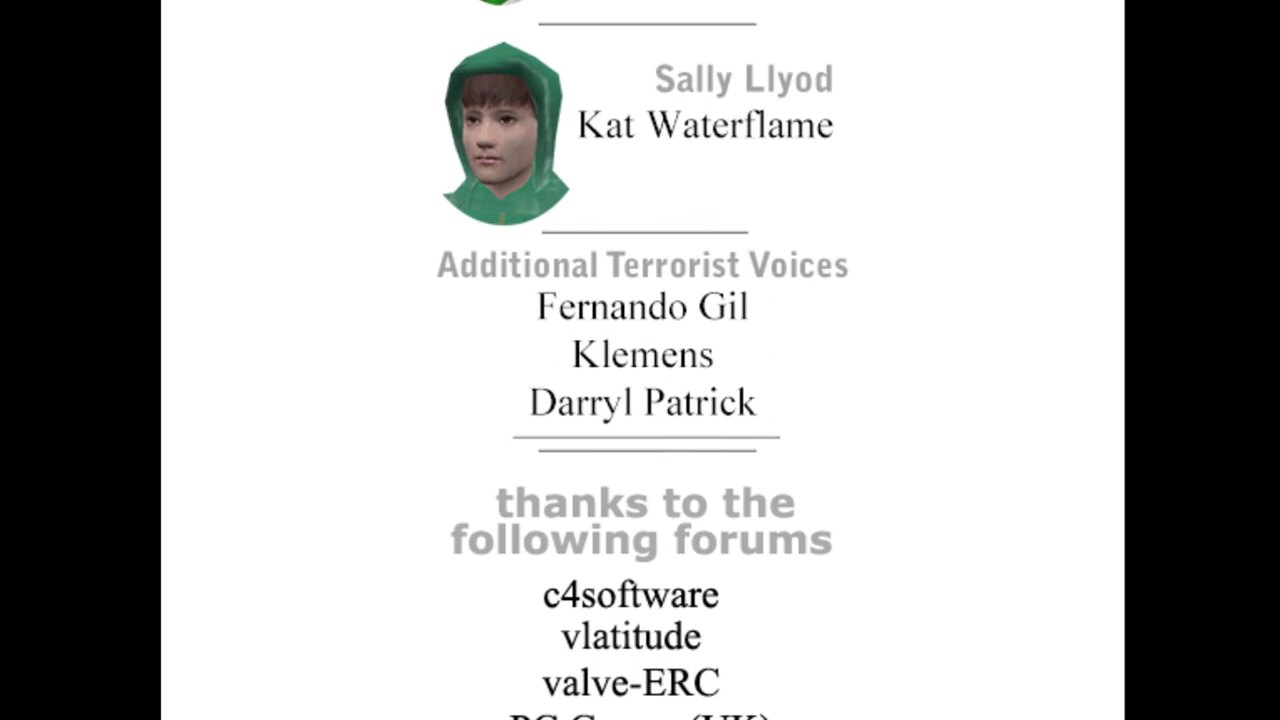 Sally Llyod
Kat Waterflame
Additional Terrorist Voices
Fernando Gil
Klemens
Darryl Patrick
thanks to the
following forums
c4software
vlatitude
valve-ERC